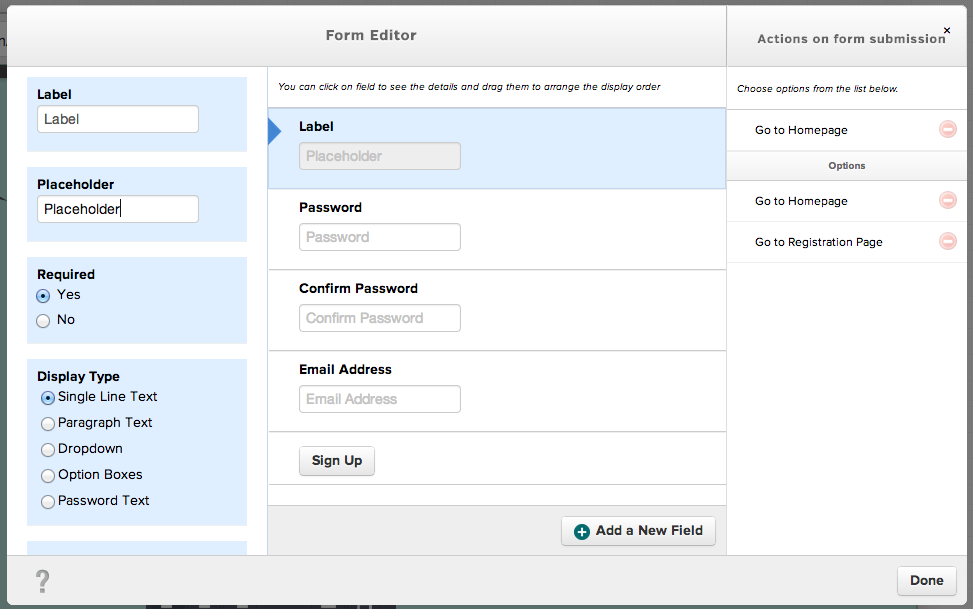 Form Editor
Actions on form submission
Label
Label
Placeholder
Placeholder
Required
Yes
No
Display Type
Single Line Text
Paragraph Text
Dropdown
Option Boxes
Password Text
You can click on field to see the details and drag them to arrange the display order
Label
Placeholder
Password
Password
Confirm Password
Confirm Password
Email Address
Email Address
Sign Up
Add a New Field
Choose options from the list below.
Go to Homepage
Options
Go to Homepage
Go to Registration Page
?
Done